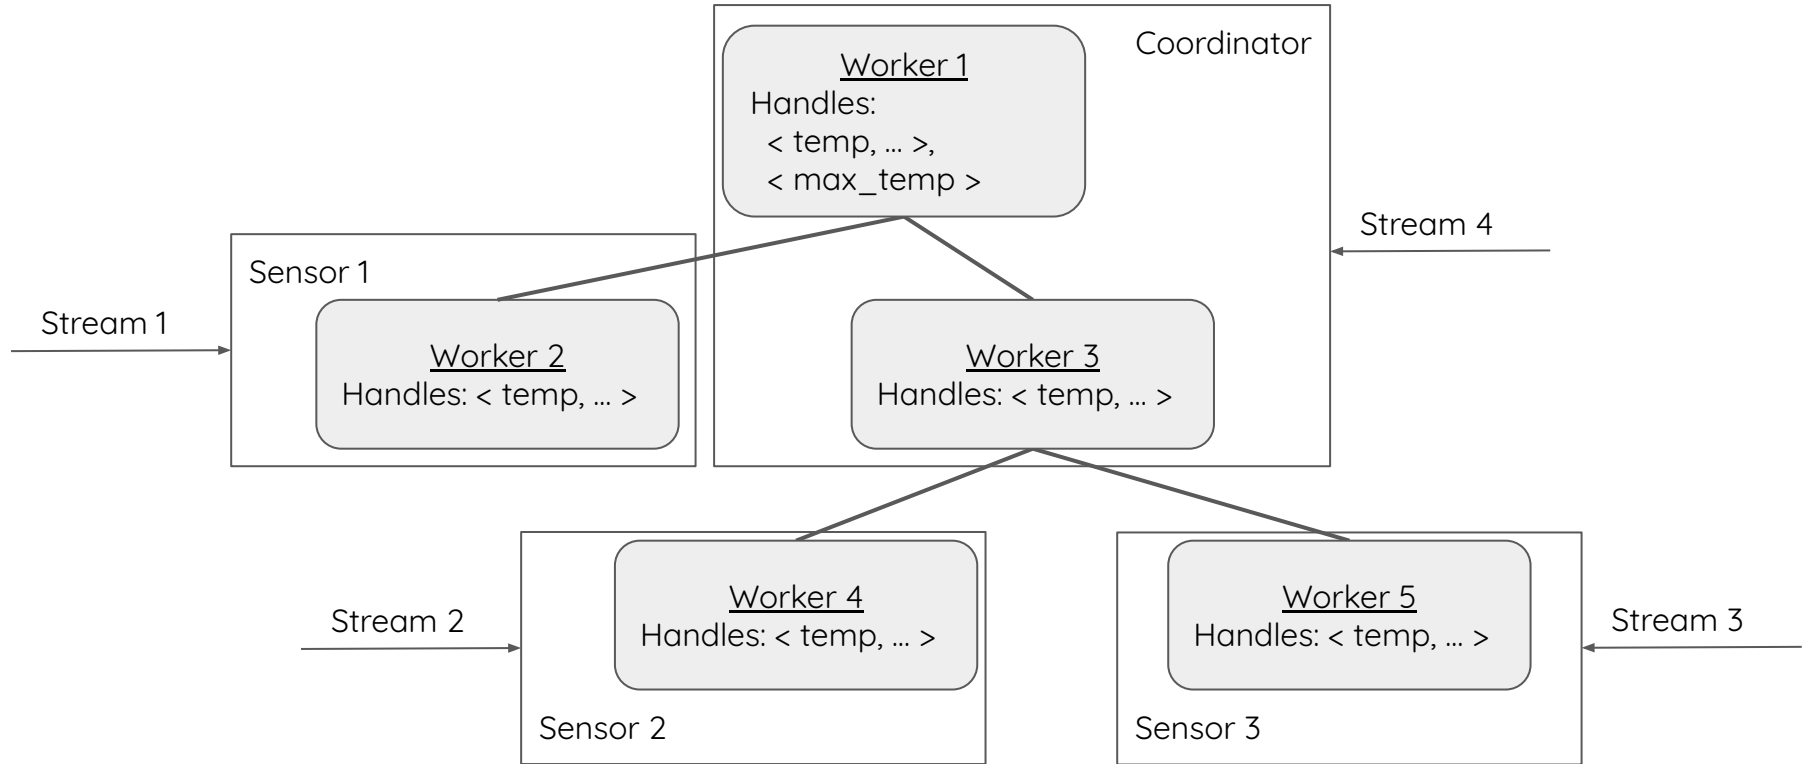 Coordinator
Worker 1
Handles:
< temp, ... >,
< max_temp >
Stream 4
Sensor 1
Stream 1
Worker 2
Handles: < temp, ... >
Worker 3
Handles: < temp, ... >
Stream 2
Worker 4
Handles: < temp, ... >
Sensor 2
Worker 5
Handles: < temp, ... >
Stream 3
Sensor 3